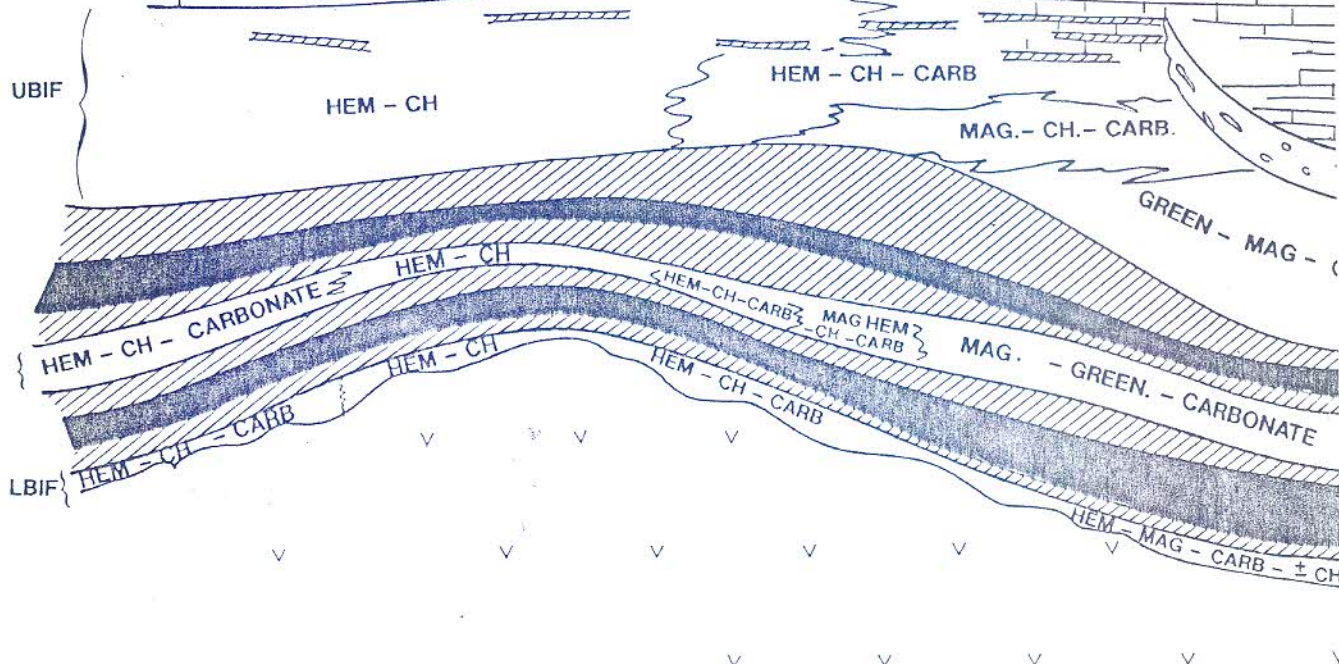 UBIF
HEM - CH
HEM - CH - CARB
MAG. - CH. - CARB.
GREEN - MAG - (
HEM - CH - CARBONATE
HEM - CH
HEM-CH-CARB
MAG HEM
-CH-CARB
MAG. - GREEN. - CARBONATE
LBIF
HEM - CH - CARB
HEM - CH
HEM - CH - CARB
HEM - MAG - CARB - ± CH